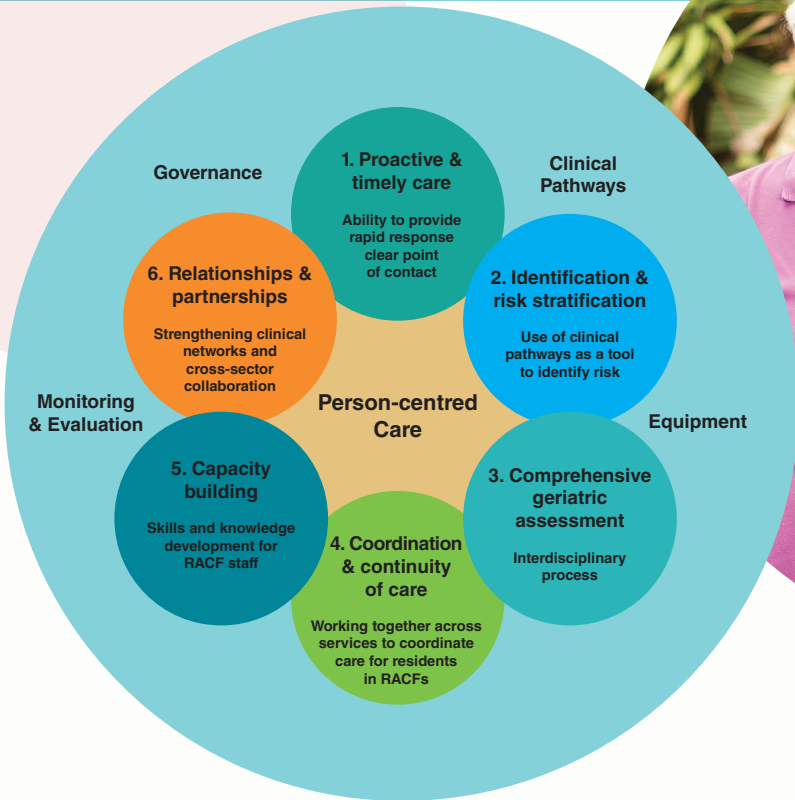 Governance
Clinical
Pathways
1. Proactive &
timely care
Ability to provide
rapid response
clear point
of contact
2. Identification &
risk stratification
Use of clinical
pathways as a tool
to identify risk
6. Relationships &
partnerships
Strengthening clinical
networks and
cross-sector
collaboration
Monitoring
& Evaluation
Person-centred
Care
Equipment
5. Capacity
building
Skills and knowledge
development for
RACF staff
3. Comprehensive
geriatric
assessment
Interdisciplinary
process
4. Coordination
& continuity
of care
Working together across
services to coordinate
care for residents
in RACFs